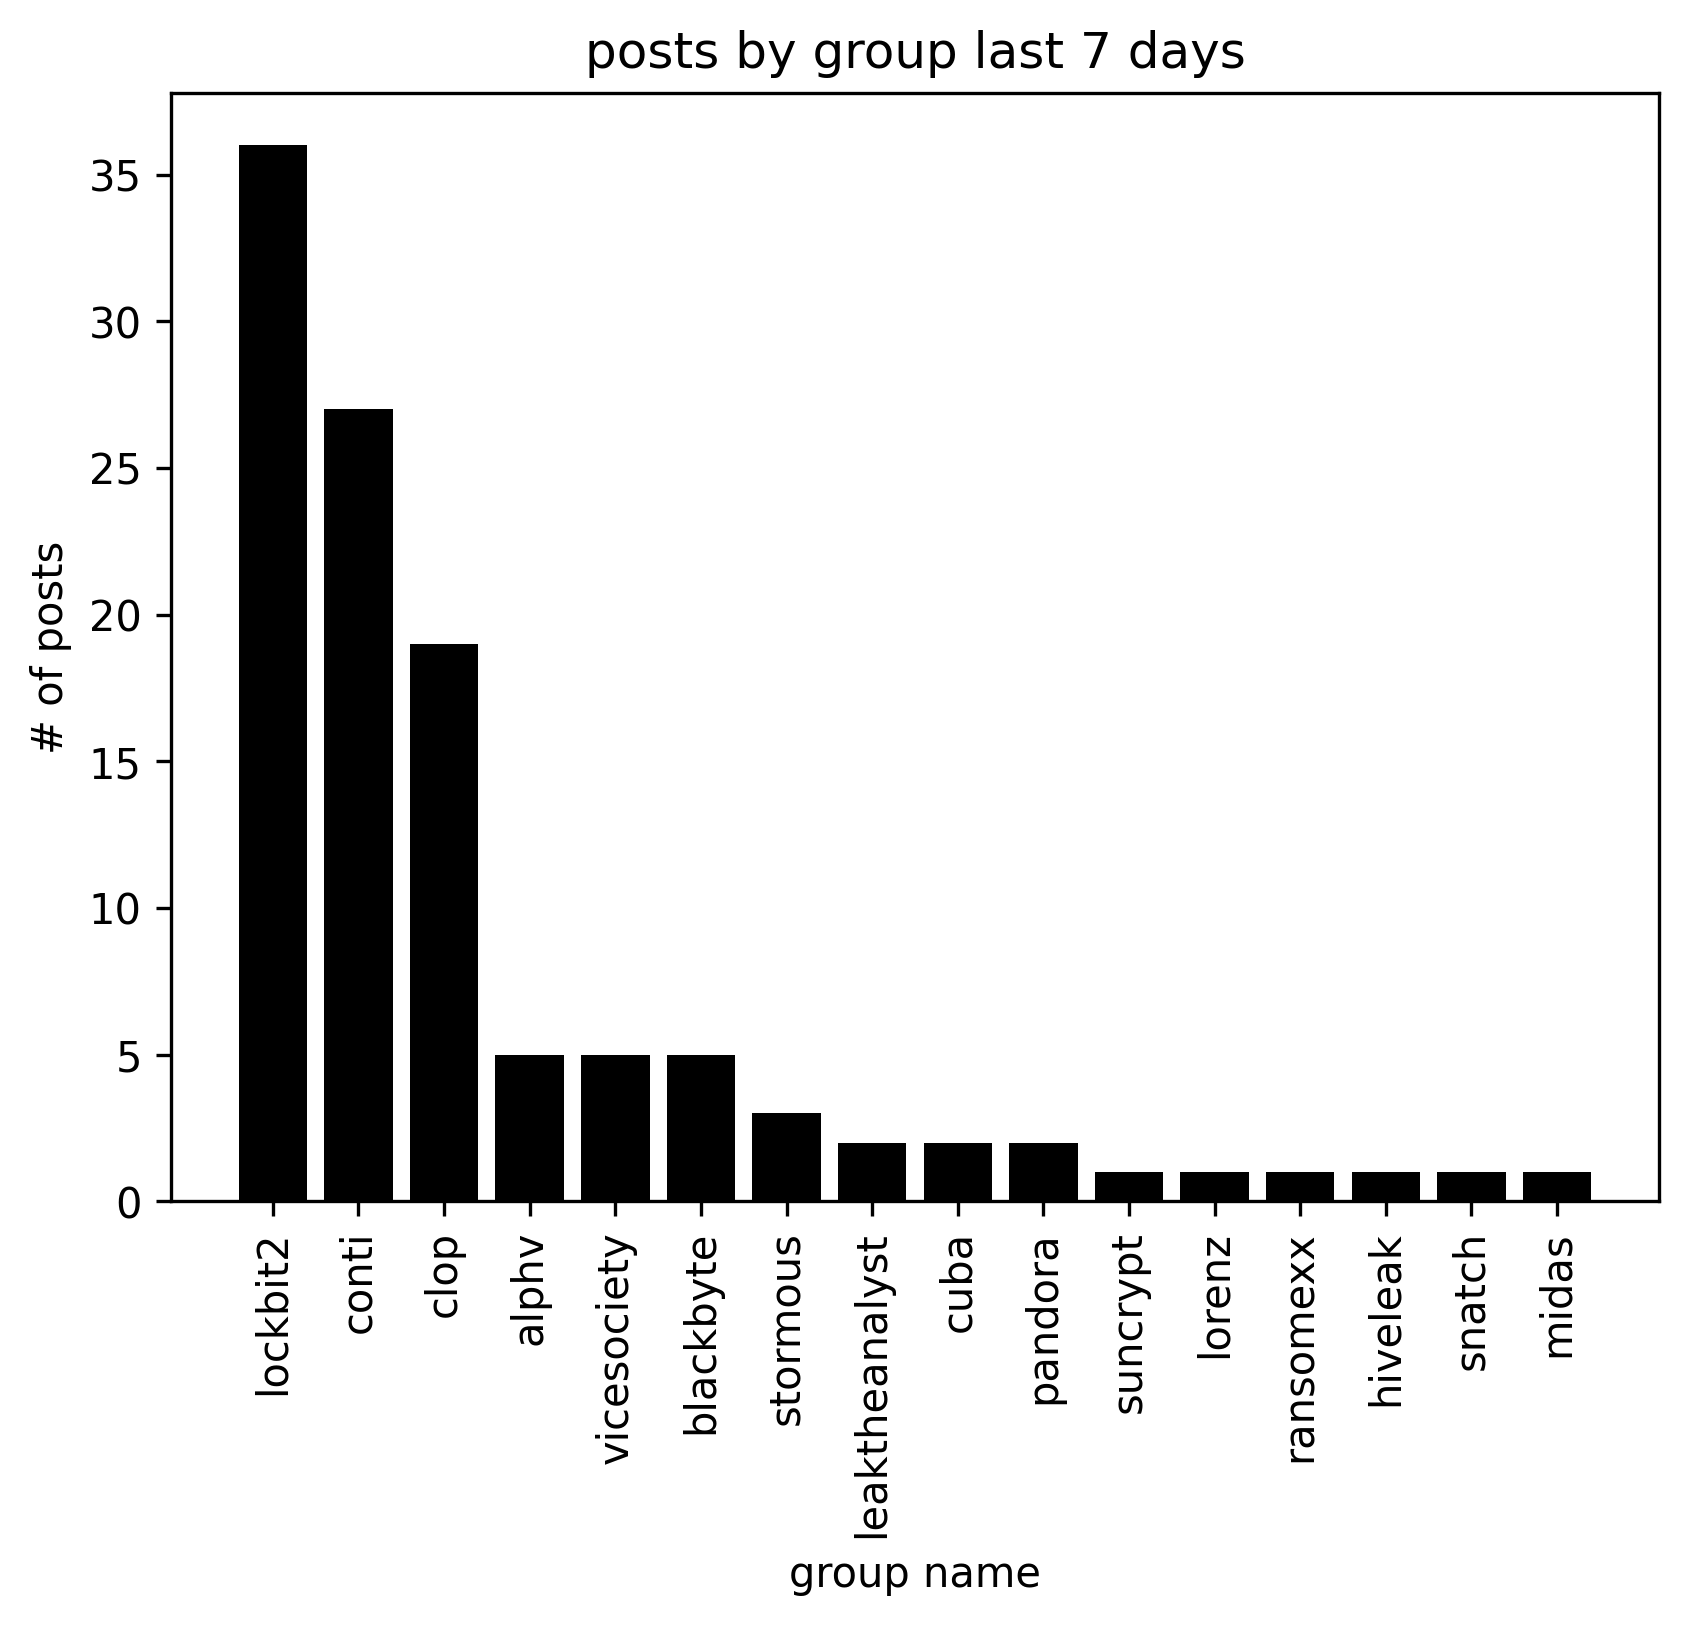 posts by group last 7 days
# of posts
35
30
25
20
15
10
5
0
lockbit2
conti
clop
alphv
vicesociety
blackbyte
stormous
leaktheanalyst
cuba
pandora
suncrypt
lorenz
ransomexx
hiveleak
snatch
midas
group name